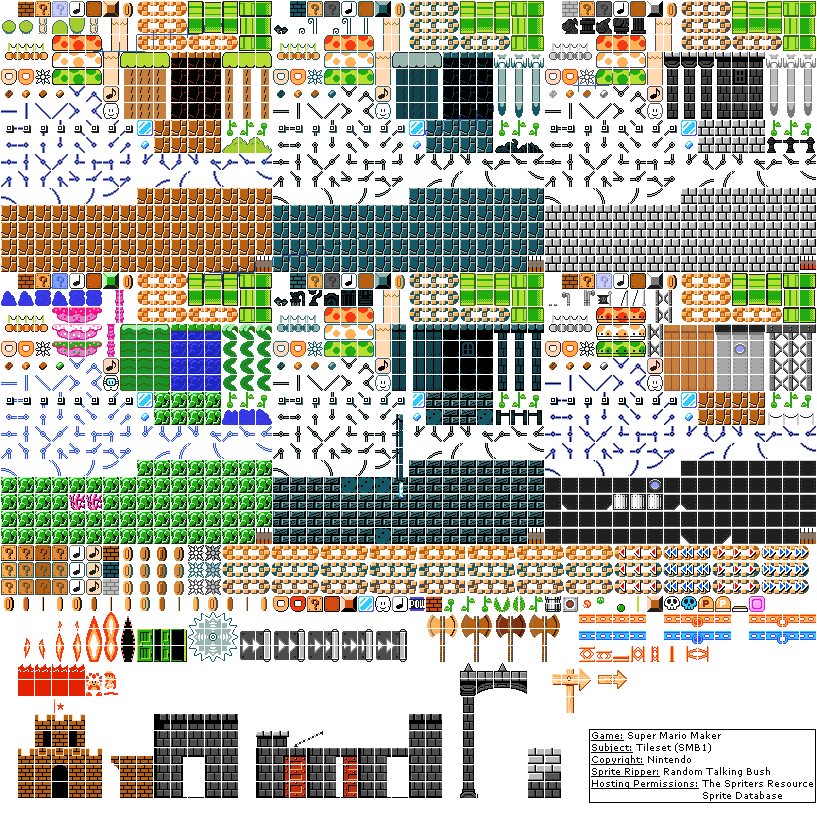 Game: Super Mario Maker
Subject: Tileset (SMB1)
Copyright: Nintendo
Sprite Ripper: Random Talking Bush
Hosting Permissions: The Spriters Resource
Sprite Database